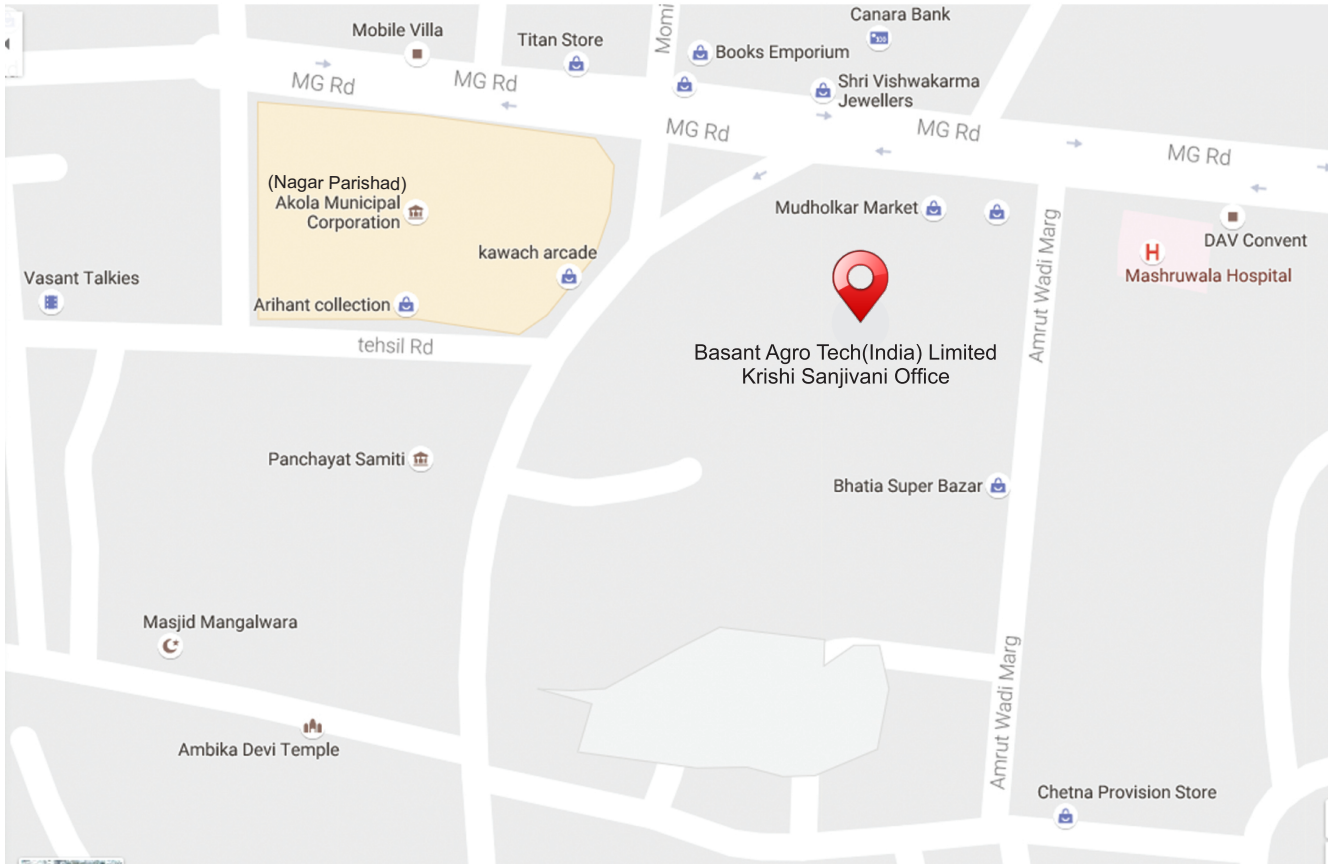 Canara Bank
Mobile Villa
Titan Store
Momi
Books Emporium
Shri Vishwakarma
Jewellers
MG Rd
MG Rd
MG Rd
MG Rd
MG Rd
(Nagar Parishad)
Akola Municipal
Corporation
Mudholkar Market
DAV Convent
kawach arcade
Mashruwala Hospital
Vasant Talkies
Arihant collection
Amrut Wadi Marg
tehsil Rd
Basant Agro Tech(India) Limited
Krishi Sanjivani Office
Panchayat Samiti
Bhatia Super Bazar
Masjid Mangalwara
Amrut Wadi Marg
Ambika Devi Temple
Chetna Provision Store